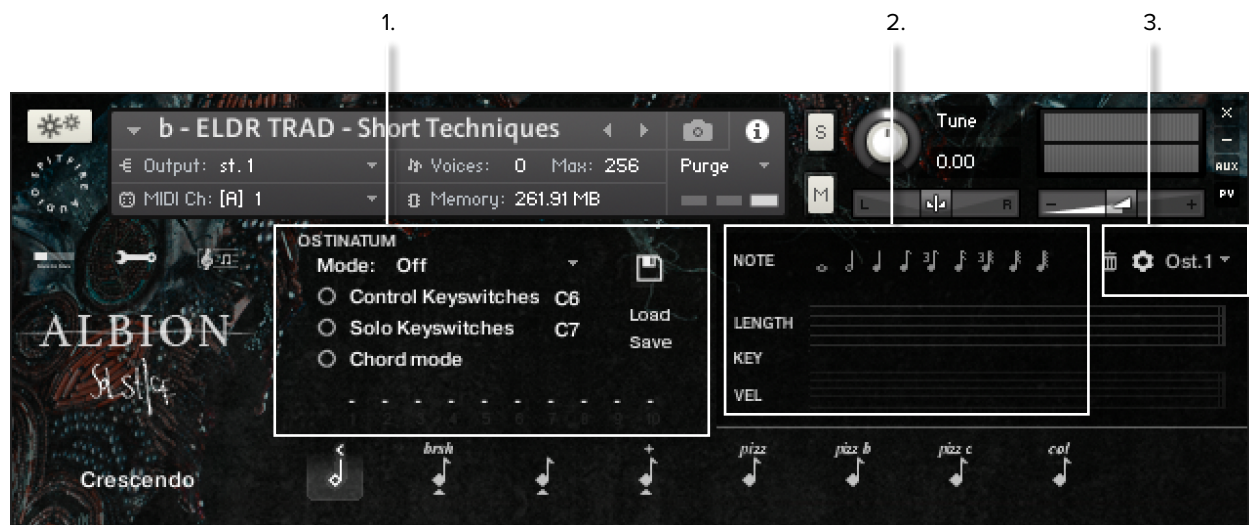 1. 2. 3.
b - ELDR TRAD - Short Techniques
Output: st. 1
Voices: 0 Max: 256
Purge
MIDI Ch: [A] 1
Memory: 261.91 MB
S
M
Tune
0.00
L R
- +
×
–
AUX
PV
SPITFIRE AUDIO
OSTINATUM
Mode: Off
Control Keyswitches C6
Solo Keyswitches C7
Chord mode
Load
Save
- - - - - - - - - -
1 2 3 4 5 6 7 8 9 10
NOTE
LENGTH
KEY
VEL
Ost.1
ALBION
Solstice
Crescendo
< brsh + pizz pizz b pizz c col